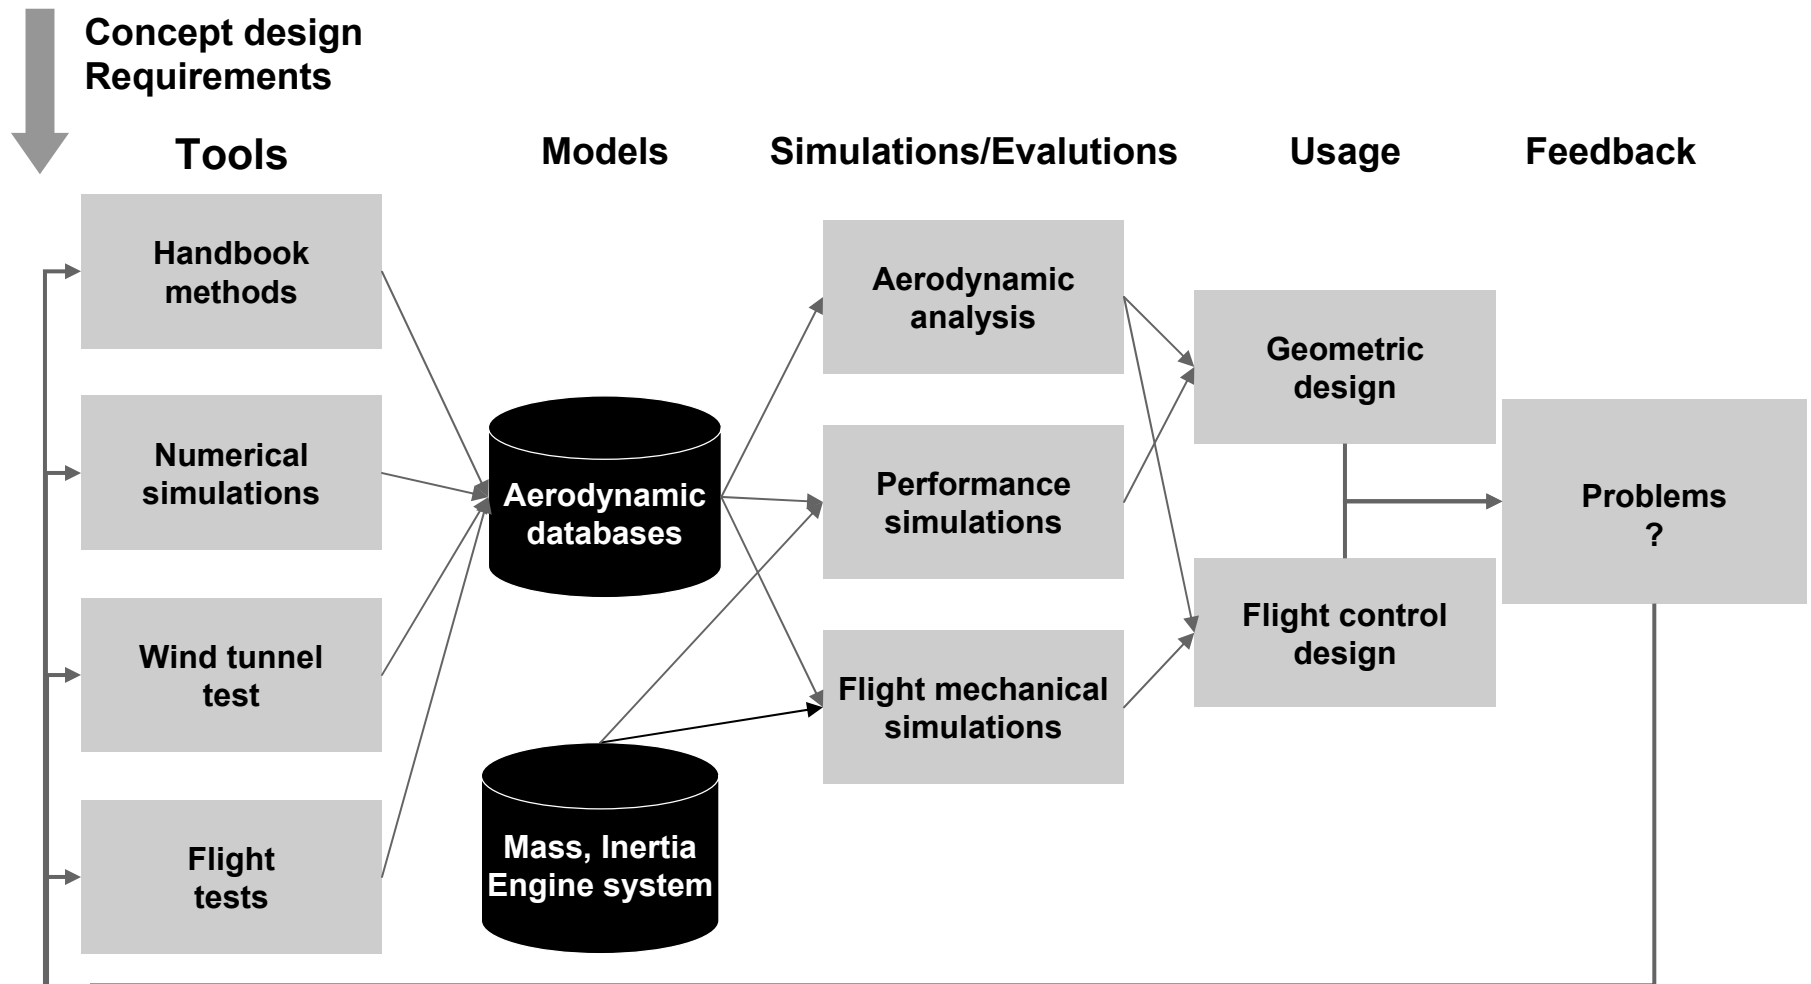 Concept design
Requirements
Tools
Models
Simulations/Evalutions
Usage
Feedback
Handbook
methods
Numerical
simulations
Wind tunnel
test
Flight
tests
Aerodynamic
databases
Mass, Inertia
Engine system
Aerodynamic
analysis
Performance
simulations
Flight mechanical
simulations
Geometric
design
Flight control
design
Problems
?